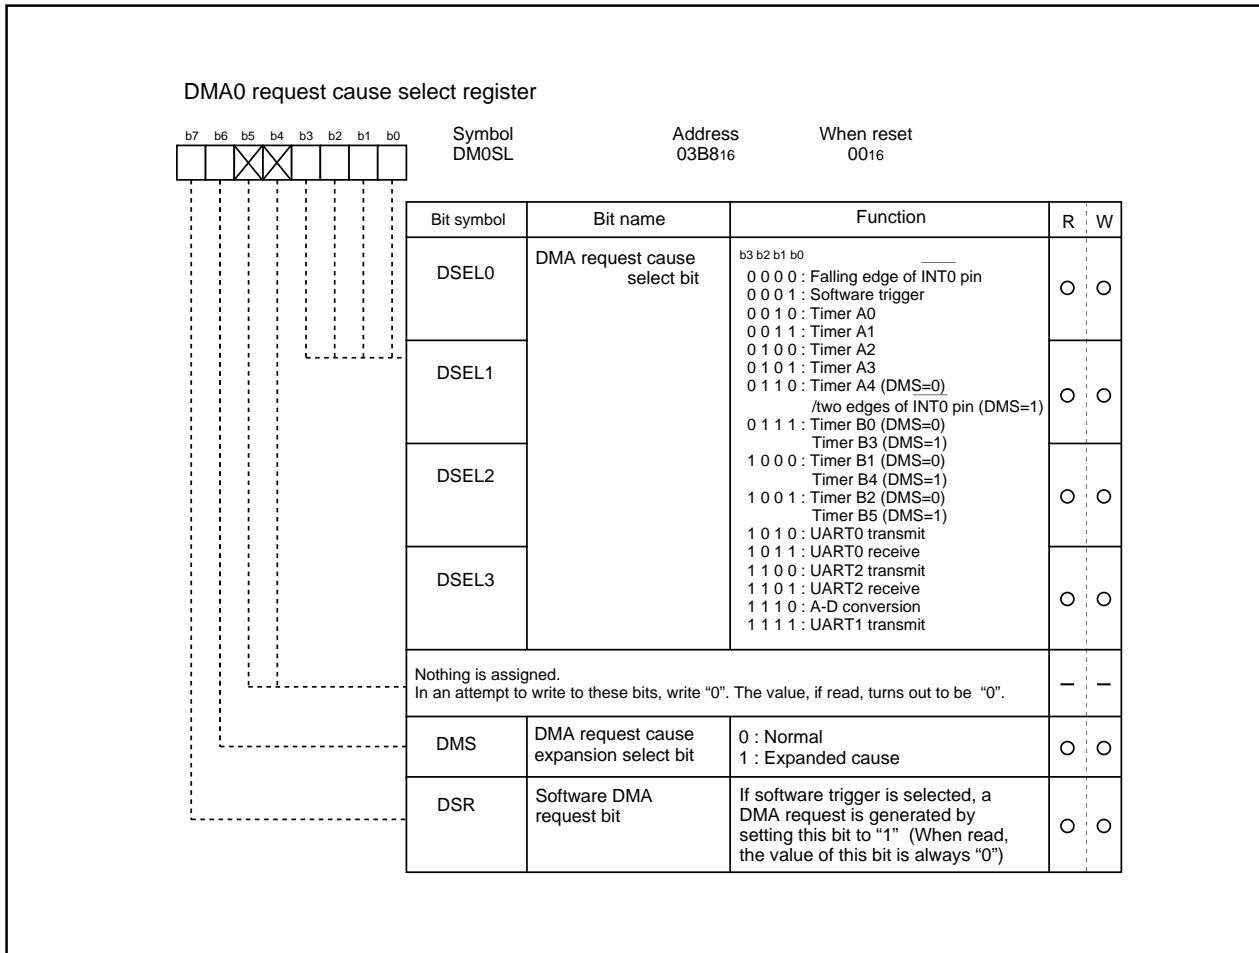 DMA0 request cause select register
b7 b6 b5 b4 b3 b2 b1 b0
Symbol Address When reset
DM0SL 03B816 0016
Bit symbol Bit name Function R W
DSEL0
DMA request cause
select bit
b3 b2 b1 b0
0 0 0 0 : Falling edge of INT0 pin
0 0 0 1 : Software trigger
0 0 1 0 : Timer A0
0 0 1 1 : Timer A1
0 1 0 0 : Timer A2
0 1 0 1 : Timer A3
0 1 1 0 : Timer A4 (DMS=0)
/two edges of INT0 pin (DMS=1)
0 1 1 1 : Timer B0 (DMS=0)
Timer B3 (DMS=1)
1 0 0 0 : Timer B1 (DMS=0)
Timer B4 (DMS=1)
1 0 0 1 : Timer B2 (DMS=0)
Timer B5 (DMS=1)
1 0 1 0 : UART0 transmit
1 0 1 1 : UART0 receive
1 1 0 0 : UART2 transmit
1 1 0 1 : UART2 receive
1 1 1 0 : A-D conversion
1 1 1 1 : UART1 transmit
DSEL1
DSEL2
DSEL3
Nothing is assigned.
In an attempt to write to these bits, write “0”. The value, if read, turns out to be “0”.
– –
DMS
DMA request cause
expansion select bit
0 : Normal
1 : Expanded cause
DSR
Software DMA
request bit
If software trigger is selected, a
DMA request is generated by
setting this bit to “1” (When read,
the value of this bit is always “0”)